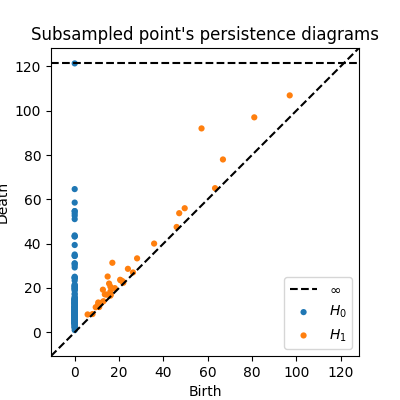 Subsampled point's persistence diagrams
Death
120
100
80
60
40
20
0
∞
H0
H1
0 20 40 60 80 100 120
Birth